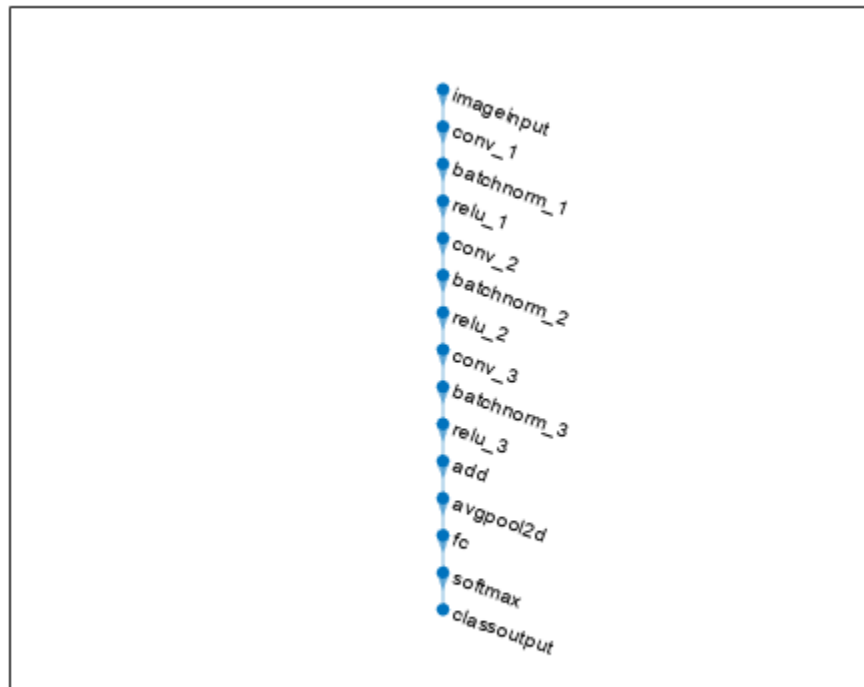 imageinput
conv_1
batchnorm_1
relu_1
conv_2
batchnorm_2
relu_2
conv_3
batchnorm_3
relu_3
add
avgpool2d
fc
softmax
classoutput